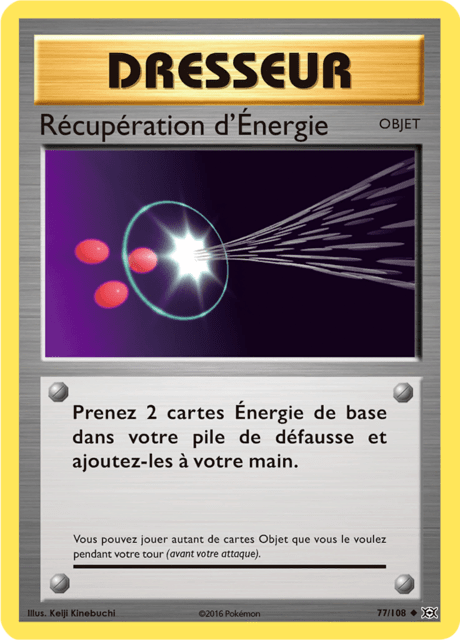 DRESSEUR
Récupération d'Énergie
OBJET
Prenez 2 cartes Énergie de base
dans votre pile de défausse et
ajoutez-les à votre main.
Vous pouvez jouer autant de cartes Objet que vous le voulez
pendant votre tour (avant votre attaque).
Illus. Keiji Kinebuchi
©2016 Pokémon
77/108